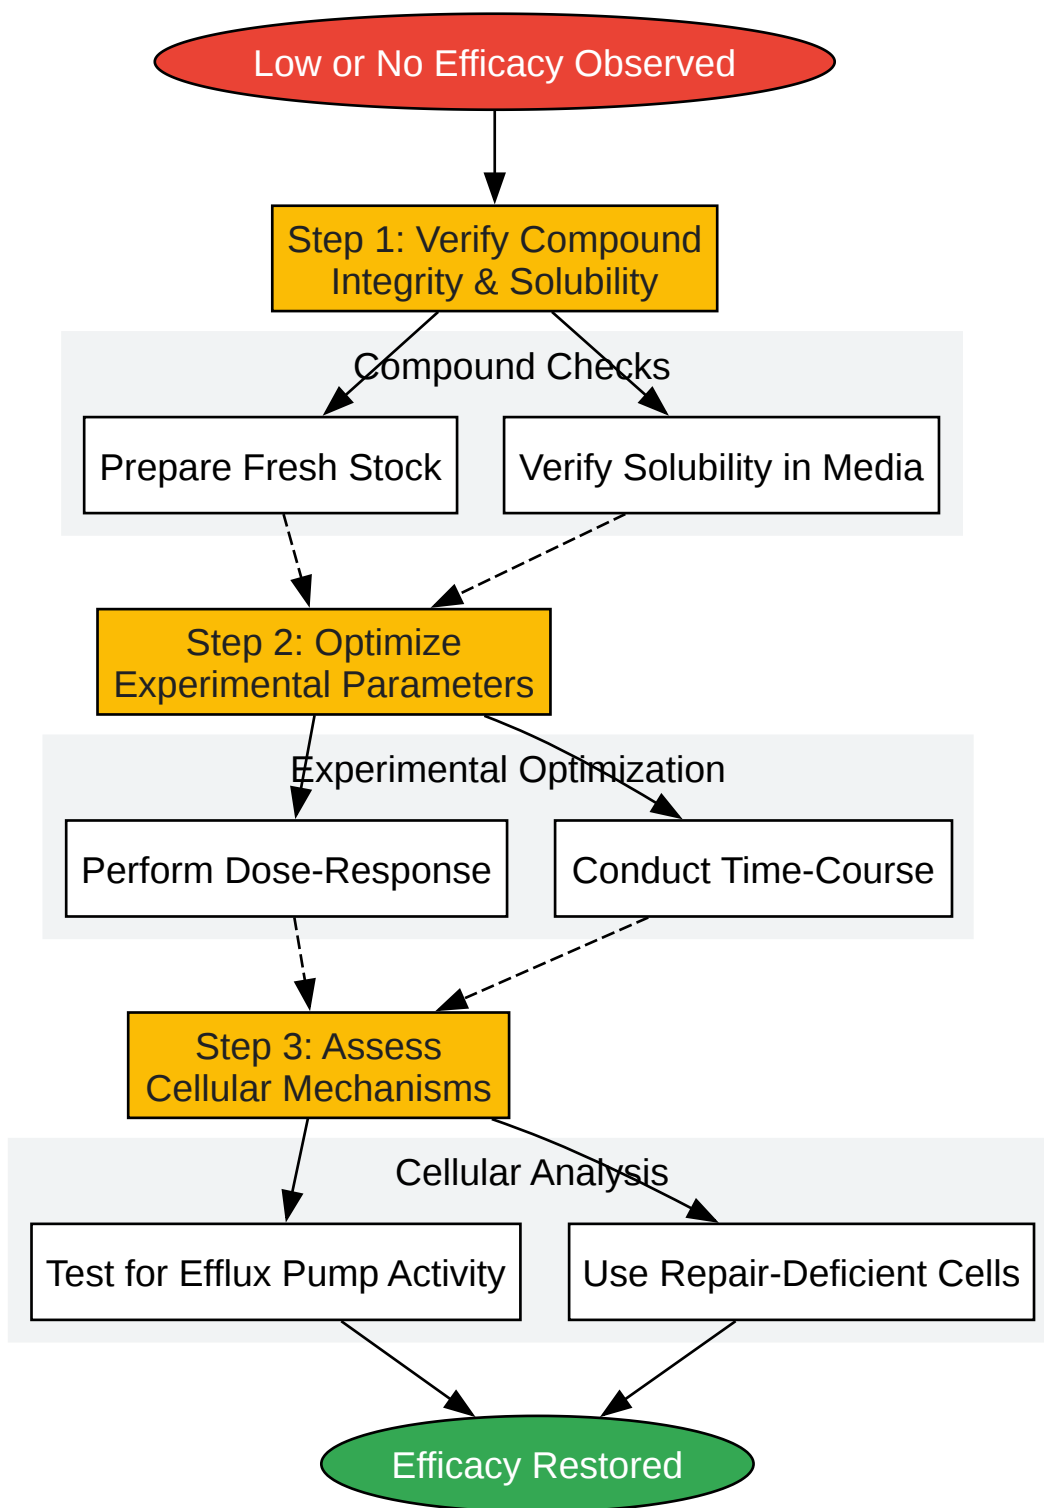 Low or No Efficacy Observed
Step 1: Verify Compound
Integrity & Solubility
Compound Checks
Prepare Fresh Stock
Verify Solubility in Media
Step 2: Optimize
Experimental Parameters
Experimental Optimization
Perform Dose-Response
Conduct Time-Course
Step 3: Assess
Cellular Mechanisms
Cellular Analysis
Test for Efflux Pump Activity
Use Repair-Deficient Cells
Efficacy Restored